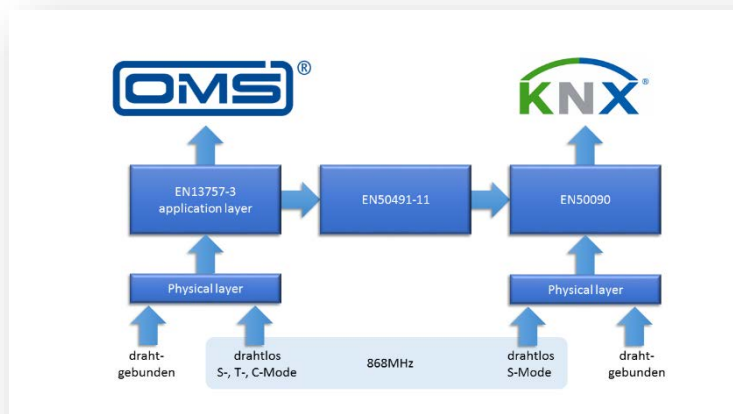 OMS®
KNX®
EN13757-3
application layer
EN50491-11
EN50090
Physical layer
Physical layer
draht-
gebunden
drahtlos
S-, T-, C-Mode
868MHz
drahtlos
S-Mode
draht-
gebunden